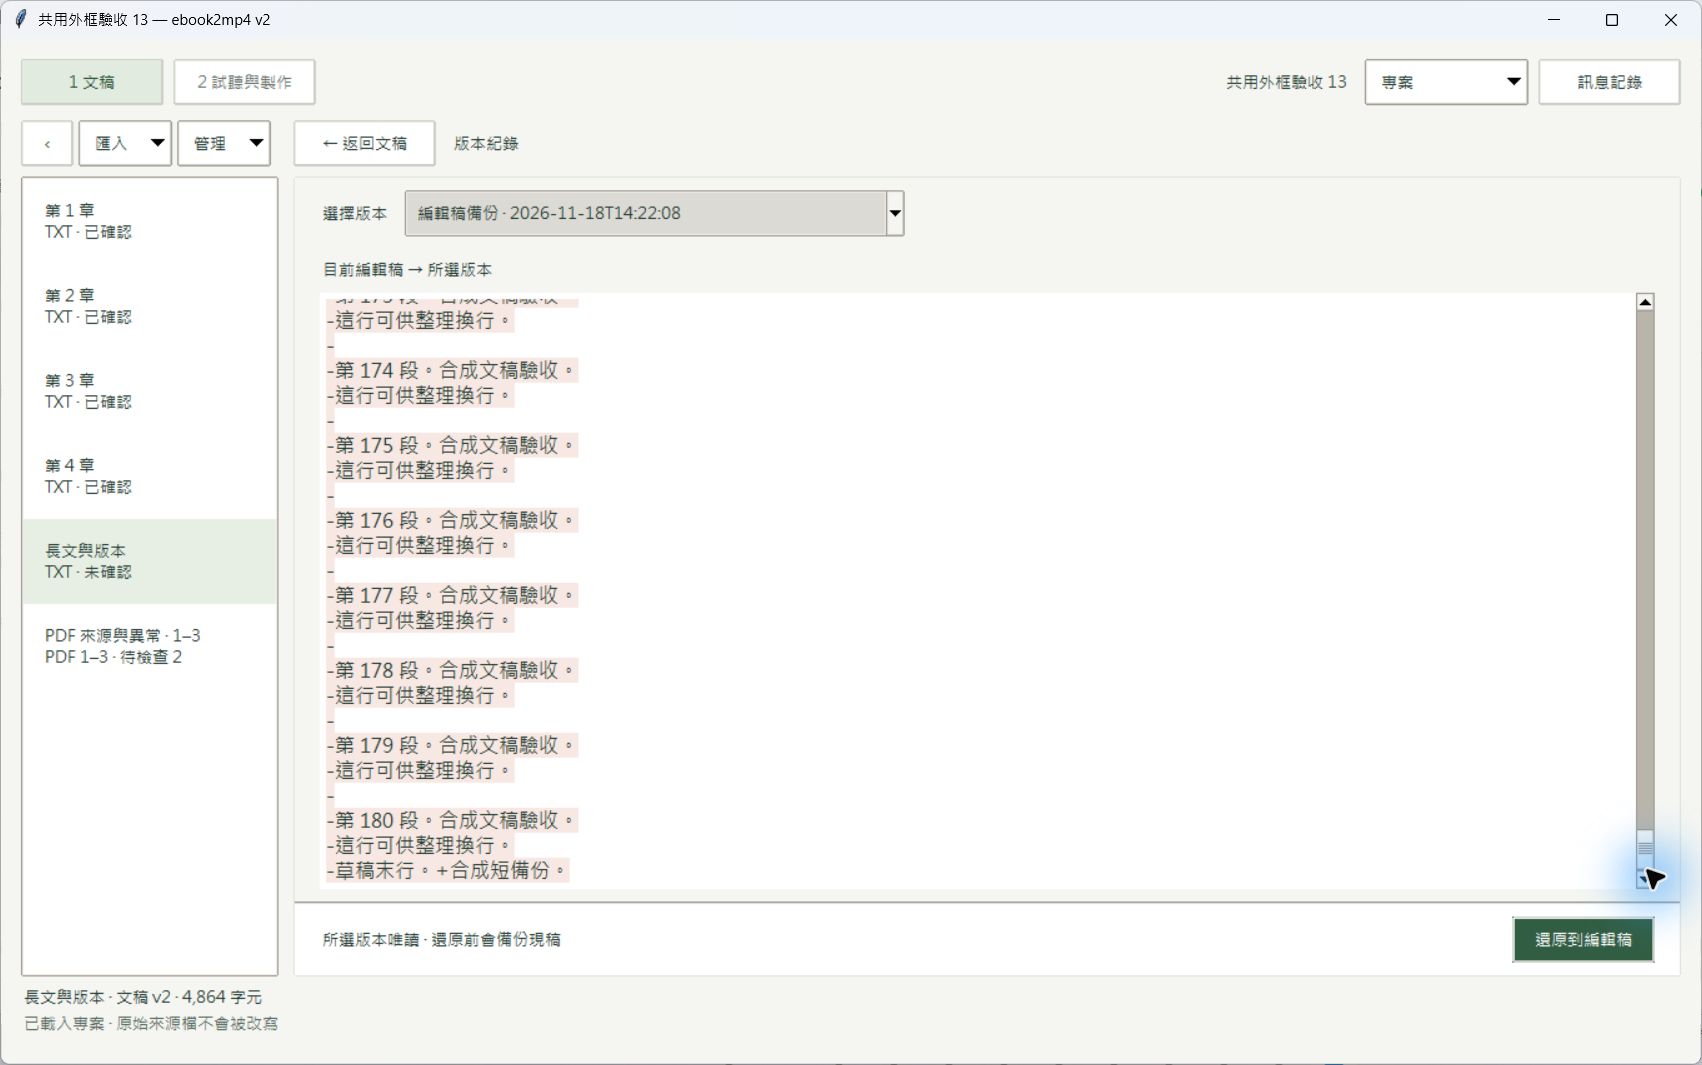 共用外框驗收 13 — ebook2mp4 v2
1 文稿
2 試聽與製作
共用外框驗收 13
專案
訊息記錄
‹
匯入
管理
← 返回文稿
版本紀錄
第 1 章
TXT · 已確認
第 2 章
TXT · 已確認
第 3 章
TXT · 已確認
第 4 章
TXT · 已確認
長文與版本
TXT · 未確認
PDF 來源與異常 · 1–3
PDF 1–3 · 待檢查 2
選擇版本
編輯稿備份 · 2026-11-18T14:22:08
目前編輯稿 → 所選版本
-第 173 段。合成文稿驗收。
-這行可供整理換行。
-
-第 174 段。合成文稿驗收。
-這行可供整理換行。
-
-第 175 段。合成文稿驗收。
-這行可供整理換行。
-
-第 176 段。合成文稿驗收。
-這行可供整理換行。
-
-第 177 段。合成文稿驗收。
-這行可供整理換行。
-
-第 178 段。合成文稿驗收。
-這行可供整理換行。
-
-第 179 段。合成文稿驗收。
-這行可供整理換行。
-
-第 180 段。合成文稿驗收。
-這行可供整理換行。
-草稿末行。+合成短備份。
所選版本唯讀 · 還原前會備份現稿
還原到編輯稿
長文與版本 · 文稿 v2 · 4,864 字元
已載入專案 · 原始來源檔不會被改寫